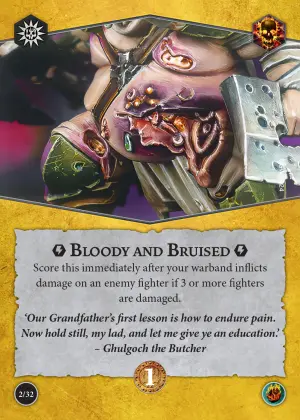 BLOODY AND BRUISED
Score this immediately after your warband inflicts
damage on an enemy fighter if 3 or more fighters
are damaged.
‘Our Grandfather’s first lesson is how to endure pain.
Now hold still, my lad, and let me give ye an education.’
– Ghulgoch the Butcher
2/32
1